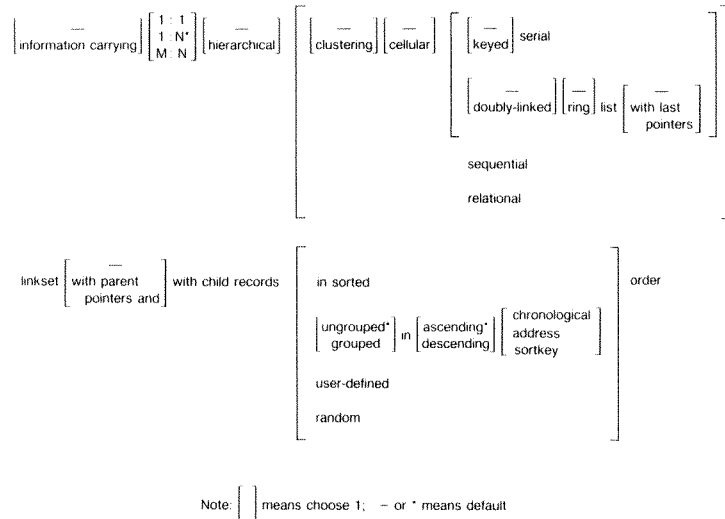 — 1 : 1 — — — — serial
information carrying 1 : N* hierarchical clustering cellular keyed
M : N
— — —
doubly-linked ring list with last
pointers
sequential
relational
—
linkset with parent with child records in sorted order
pointers and
ungrouped* in ascending* chronological
grouped descending address
sortkey
user-defined
random
Note: [ ] means choose 1; – or * means default